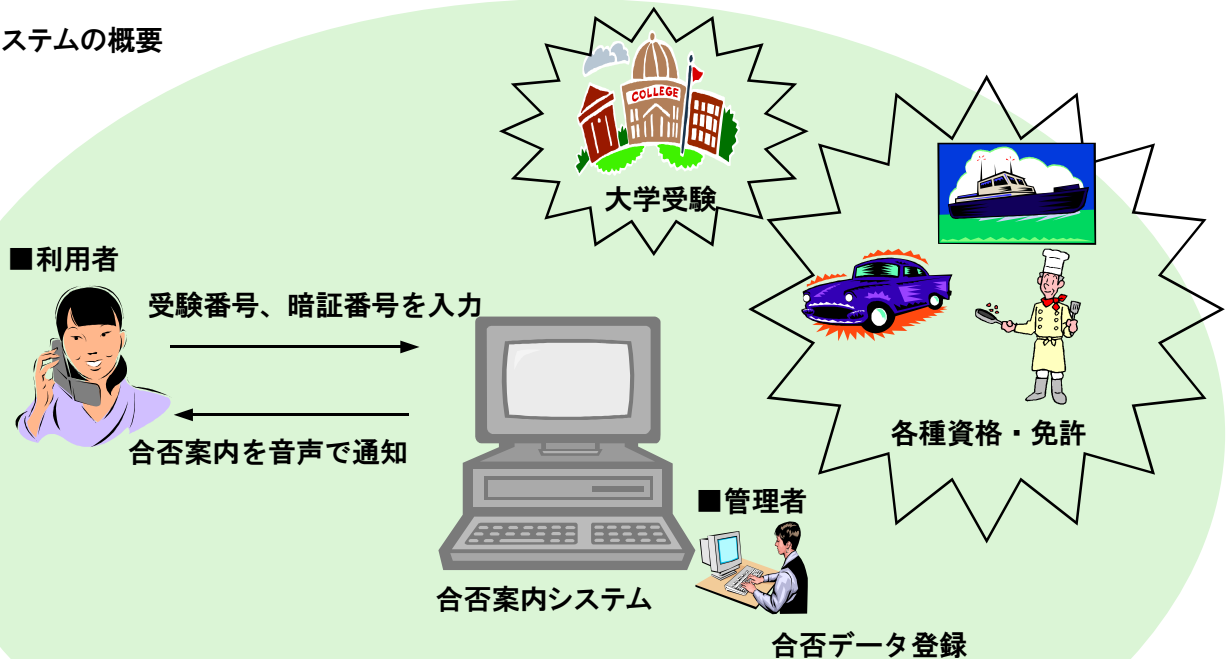 ステムの概要
COLLEGE
大学受験
■利用者
受験番号、暗証番号を入力
合否案内を音声で通知
各種資格・免許
■管理者
合否案内システム
合否データ登録